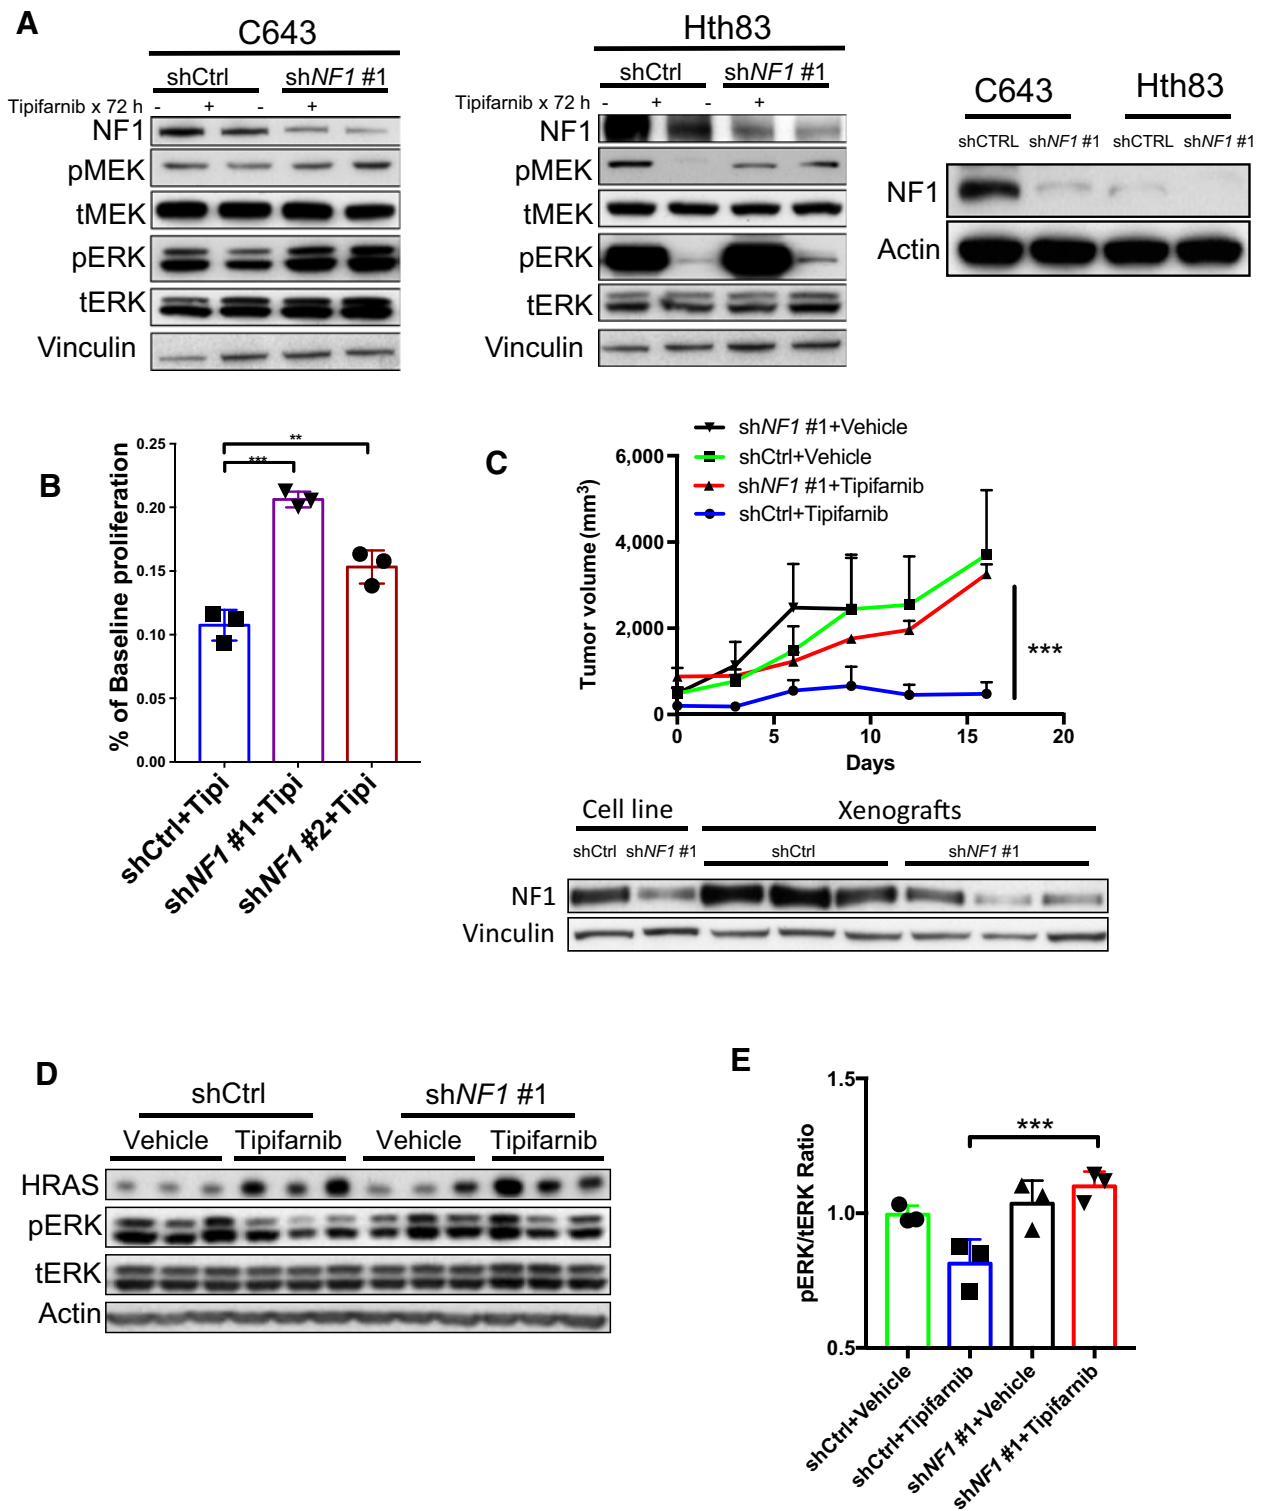 A
C643
shCtrl shNF1 #1
Tipifarnib x 72 h - + - +
NF1
pMEK
tMEK
pERK
tERK
Vinculin
Hth83
shCtrl shNF1 #1
Tipifarnib x 72 h - + - +
NF1
pMEK
tMEK
pERK
tERK
Vinculin
C643 Hth83
shCTRL shNF1 #1 shCTRL shNF1 #1
NF1
Actin
B
% of Baseline proliferation
0.25
0.20
0.15
0.10
0.05
0.00
**
***
shCtrl+Tipi
shNF1 #1+Tipi
shNF1 #2+Tipi
C
shNF1 #1+Vehicle
shCtrl+Vehicle
shNF1 #1+Tipifarnib
shCtrl+Tipifarnib
Tumor volume (mm3)
6,000
4,000
2,000
0
0 5 10 15 20
Days
***
Cell line Xenografts
shCtrl shNF1 #1 shCtrl shNF1 #1
NF1
Vinculin
D
shCtrl shNF1 #1
Vehicle Tipifarnib Vehicle Tipifarnib
HRAS
pERK
tERK
Actin
E
pERK/tERK Ratio
1.5
1.0
0.5
***
shCtrl+Vehicle
shCtrl+Tipifarnib
shNF1 #1+Vehicle
shNF1 #1+Tipifarnib